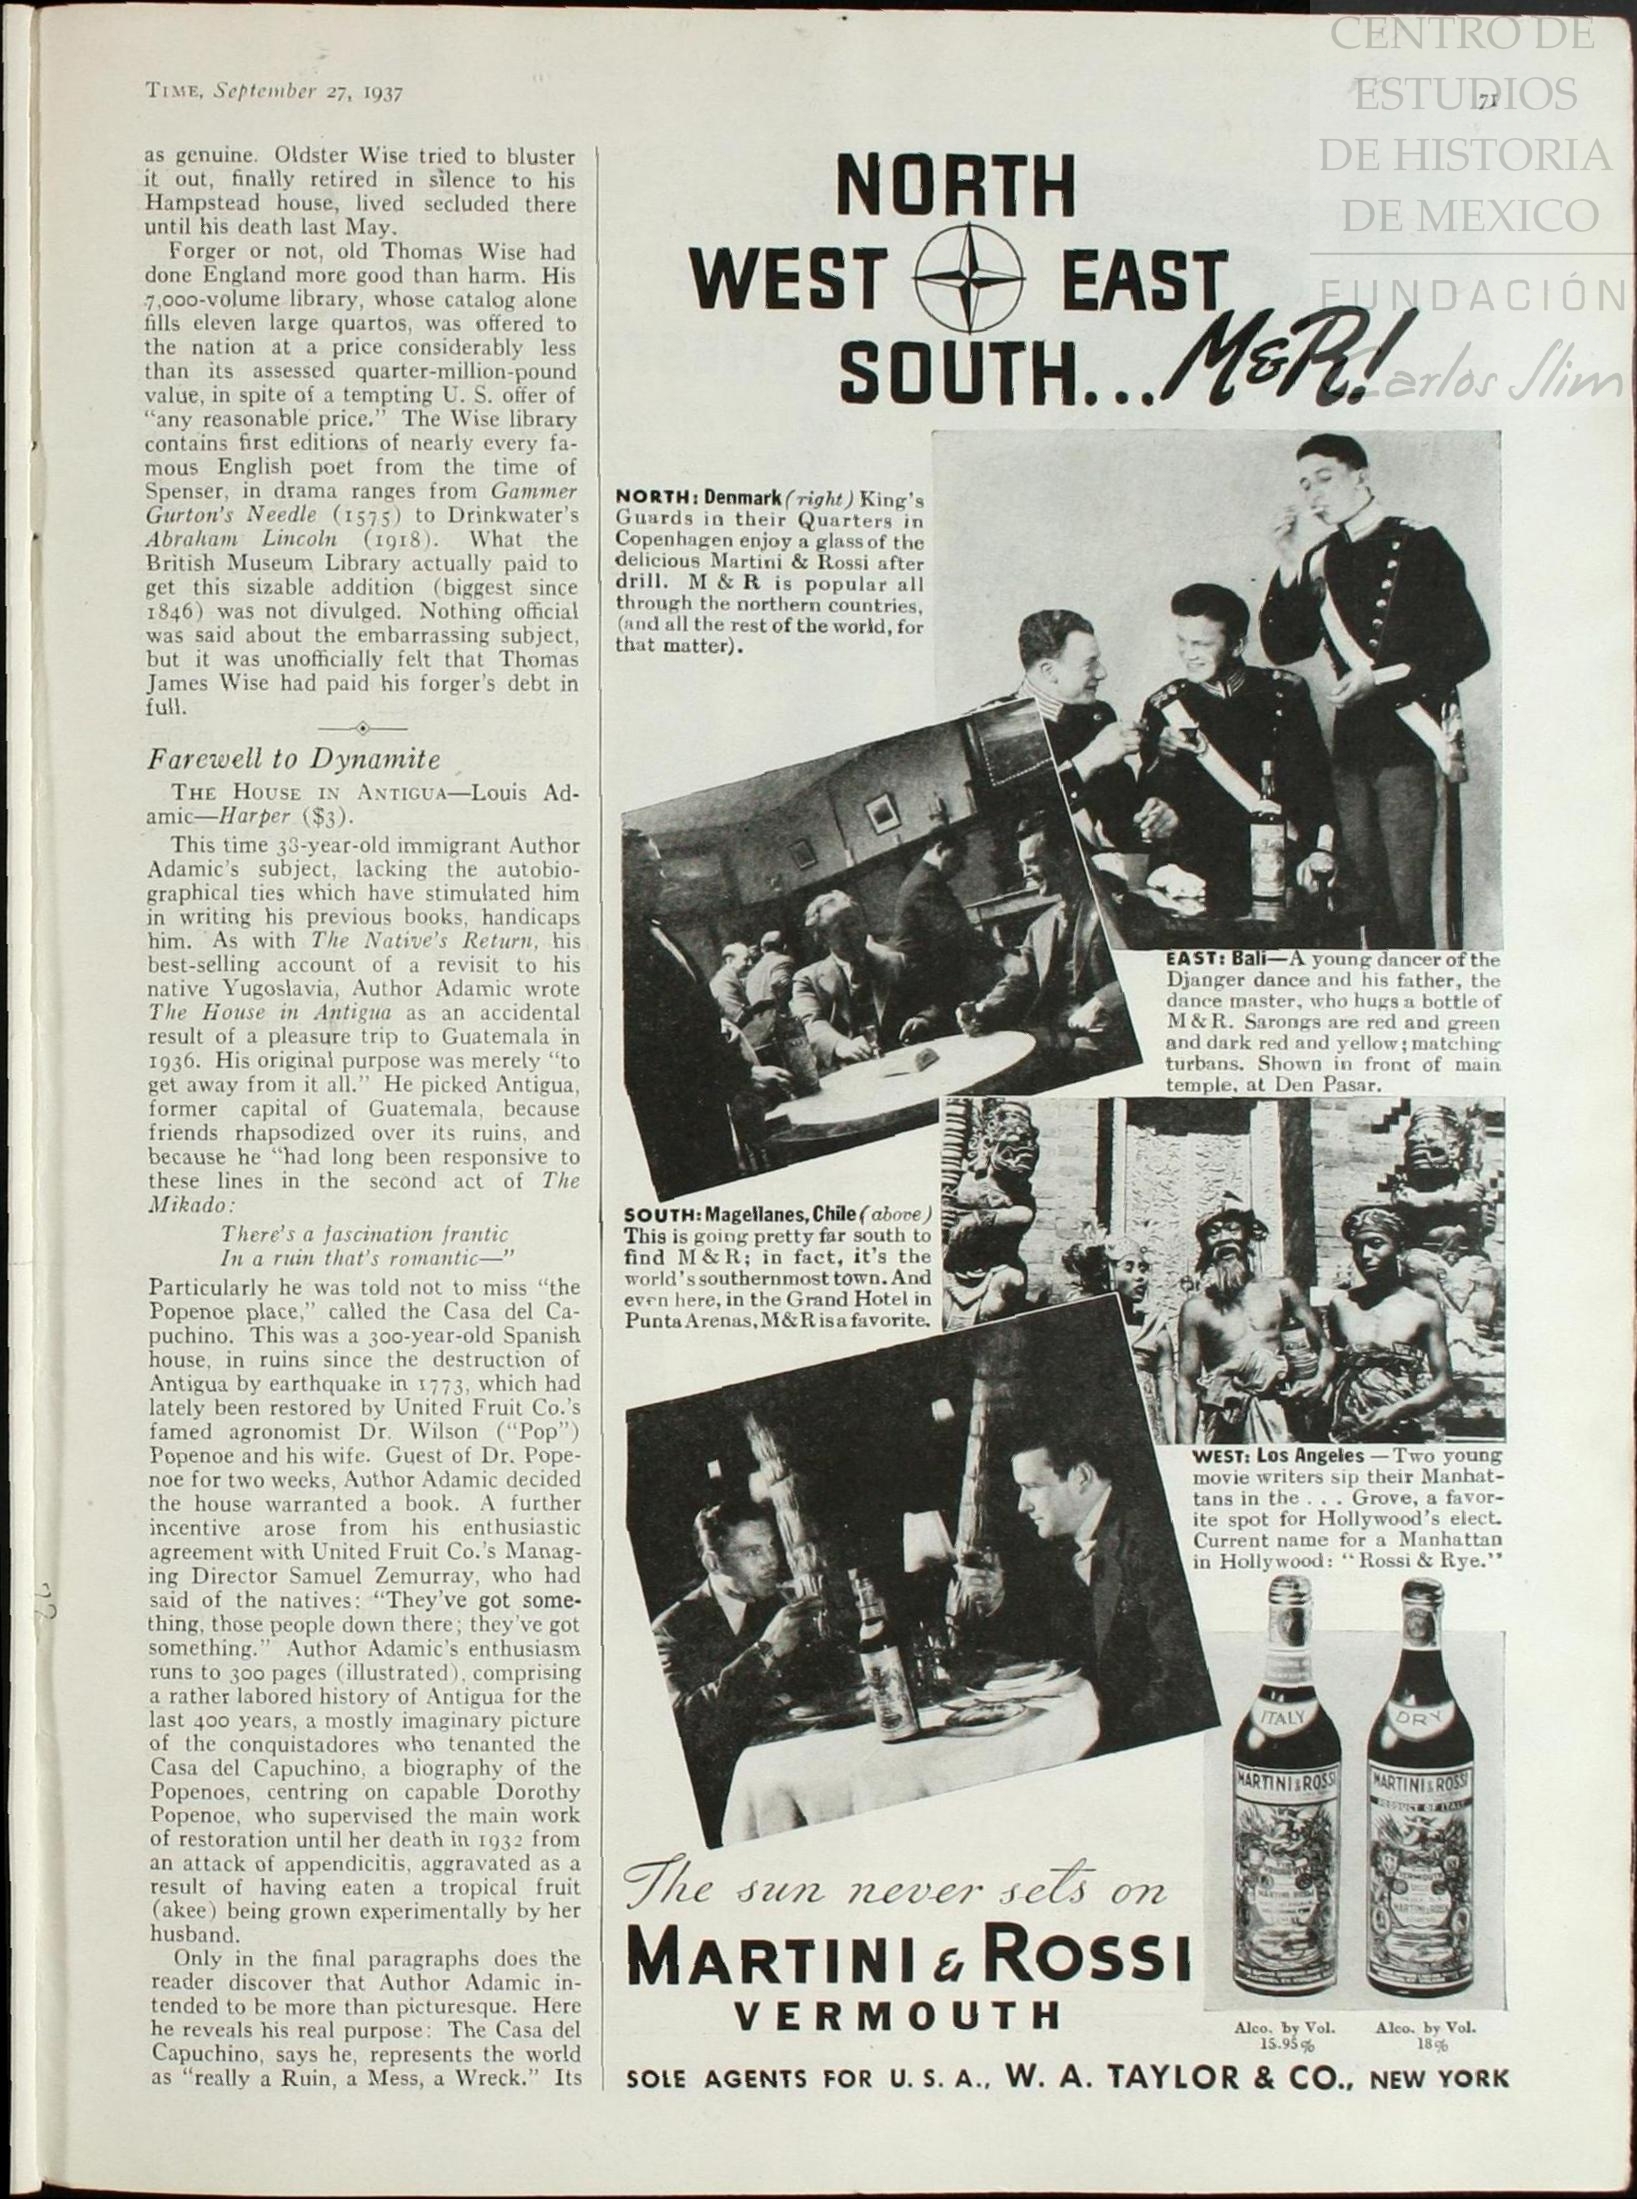 TIME, September 27, 1937
71
CENTRO DE
ESTUDIOS
DE HISTORIA
DE MEXICO
FUNDACIÓN
Carlos Slim
as genuine. Oldster Wise tried to bluster
it out, finally retired in silence to his
Hampstead house, lived secluded there
until his death last May.
Forger or not, old Thomas Wise had
done England more good than harm. His
7,000-volume library, whose catalog alone
fills eleven large quartos, was offered to
the nation at a price considerably less
than its assessed quarter-million-pound
value, in spite of a tempting U. S. offer of
"any reasonable price." The Wise library
contains first editions of nearly every fa-
mous English poet from the time of
Spenser, in drama ranges from Gammer
Gurton's Needle (1575) to Drinkwater's
Abraham Lincoln (1918). What the
British Museum Library actually paid to
get this sizable addition (biggest since
1846) was not divulged. Nothing official
was said about the embarrassing subject,
but it was unofficially felt that Thomas
James Wise had paid his forger's debt in
full.
Farewell to Dynamite
THE HOUSE IN ANTIGUA—Louis Ad-
amic—Harper ($3).
This time 38-year-old immigrant Author
Adamic's subject, lacking the autobio-
graphical ties which have stimulated him
in writing his previous books, handicaps
him. As with The Native's Return, his
best-selling account of a revisit to his
native Yugoslavia, Author Adamic wrote
The House in Antigua as an accidental
result of a pleasure trip to Guatemala in
1936. His original purpose was merely "to
get away from it all." He picked Antigua,
former capital of Guatemala, because
friends rhapsodized over its ruins, and
because he "had long been responsive to
these lines in the second act of The
Mikado:
There's a fascination frantic
In a ruin that's romantic—"
Particularly he was told not to miss "the
Popenoe place," called the Casa del Ca-
puchino. This was a 300-year-old Spanish
house, in ruins since the destruction of
Antigua by earthquake in 1773, which had
lately been restored by United Fruit Co.'s
famed agronomist Dr. Wilson ("Pop")
Popenoe and his wife. Guest of Dr. Pope-
noe for two weeks, Author Adamic decided
the house warranted a book. A further
incentive arose from his enthusiastic
agreement with United Fruit Co.'s Manag-
ing Director Samuel Zemurray, who had
said of the natives: "They've got some-
thing, those people down there; they've got
something." Author Adamic's enthusiasm
runs to 300 pages (illustrated), comprising
a rather labored history of Antigua for the
last 400 years, a mostly imaginary picture
of the conquistadores who tenanted the
Casa del Capuchino, a biography of the
Popenoes, centring on capable Dorothy
Popenoe, who supervised the main work
of restoration until her death in 1932 from
an attack of appendicitis, aggravated as a
result of having eaten a tropical fruit
(akee) being grown experimentally by her
husband.
Only in the final paragraphs does the
reader discover that Author Adamic in-
tended to be more than picturesque. Here
he reveals his real purpose: The Casa del
Capuchino, says he, represents the world
as "really a Ruin, a Mess, a Wreck." Its
NORTH
WEST EAST
SOUTH... M&R!
NORTH: Denmark (right) King's
Guards in their Quarters in
Copenhagen enjoy a glass of the
delicious Martini & Rossi after
drill. M & R is popular all
through the northern countries,
(and all the rest of the world, for
that matter).
EAST: Bali—A young dancer of the
Djanger dance and his father, the
dance master, who hugs a bottle of
M & R. Sarongs are red and green
and dark red and yellow; matching
turbans. Shown in front of main
temple, at Den Pasar.
SOUTH: Magellanes, Chile (above)
This is going pretty far south to
find M & R; in fact, it's the
world's southernmost town. And
even here, in the Grand Hotel in
Punta Arenas, M&R is a favorite.
WEST: Los Angeles — Two young
movie writers sip their Manhat-
tans in the . . . Grove, a favor-
ite spot for Hollywood's elect.
Current name for a Manhattan
in Hollywood: "Rossi & Rye."
ITALY
MARTINI & ROSSI
DRY
MARTINI & ROSSI
PRODUCT OF ITALY
VERMOUTH
MARTINI & ROSSI
The sun never sets on
MARTINI & ROSSI
VERMOUTH
Alco. by Vol.
15.95%
Alco. by Vol.
18%
SOLE AGENTS FOR U. S. A., W. A. TAYLOR & CO., NEW YORK